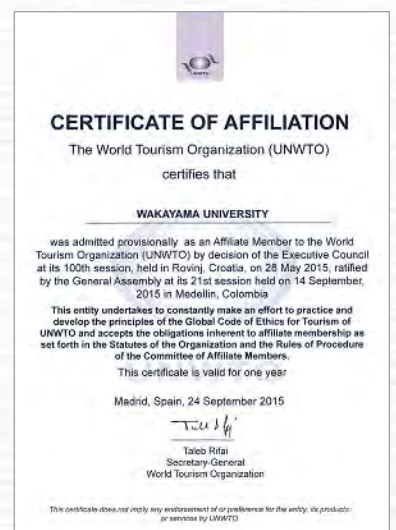 CERTIFICATE OF AFFILIATION
The World Tourism Organization (UNWTO)
certifies that
WAKAYAMA UNIVERSITY
was admitted provisionally as an Affiliate Member to the World
Tourism Organization (UNWTO) by decision of the Executive Council
at its 100th session, held in Rovinj, Croatia, on 28 May 2015, ratified
by the General Assembly at its 21st session held on 14 September,
2015 in Medellin, Colombia
This entity undertakes to constantly make an effort to practice and
develop the principles of the Global Code of Ethics for Tourism of
UNWTO and accepts the obligations inherent to affiliate membership as
set forth in the Statutes of the Organization and the Rules of Procedure
of the Committee of Affiliate Members.
This certificate is valid for one year
Madrid, Spain, 24 September 2015
Taleb Rifai
Secretary-General
World Tourism Organization
This certificate does not imply any endorsement of or preference for the entity, its products
or services by UNWTO